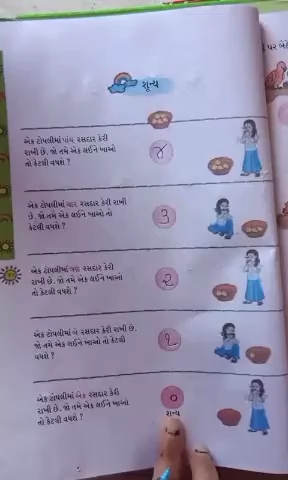 શૂન્ય
એક ટોપલીમાં પાંચ રસદાર કેરી
રાખી છે. જો તમે એક લઈને ખાઓ
તો કેટલી વધશે ?
૪
એક ટોપલીમાં ચાર રસદાર કેરી રાખી
છે. જો તમે એક લઈને ખાઓ તો
કેટલી વધશે ?
૩
એક ટોપલીમાં ત્રણ રસદાર કેરી
રાખી છે. જો તમે એક લઈને ખાઓ
તો કેટલી વધશે ?
૨
એક ટોપલીમાં બે રસદાર કેરી રાખી છે.
જો તમે એક લઈને ખાઓ તો કેટલી
વધશે ?
૧
એક ટોપલીમાં એક રસદાર કેરી
રાખી છે. જો તમે એક લઈને ખાઓ
તો કેટલી વધશે ?
૦
શૂન્ય
પર